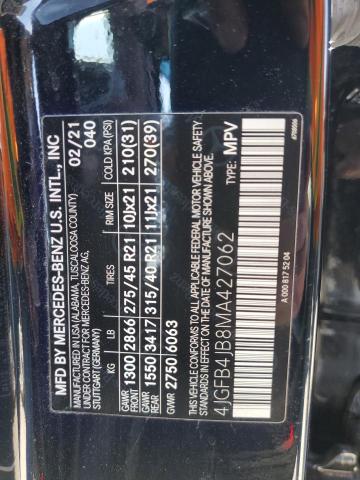 MFD BY MERCEDES-BENZ U.S. INTL., INC
MANUFACTURED IN USA (ALABAMA, TUSCALOOSA COUNTY)
FOR MERCEDES-BENZ AG,
STUTTGART (GERMANY)
02/21
040
KG LB TIRES RIM SIZE COLD KPA (PSI)
GAWR
FRONT 1300 2866 275/45 R21 10Jx21 210(31)
GAWR
REAR 1550 3417 315/40 R21 11Jx21 270(39)
GVWR 2750/6063
THIS VEHICLE CONFORMS TO ALL APPLICABLE FEDERAL MOTOR VEHICLE SAFETY
STANDARDS IN EFFECT ON THE DATE OF MANUFACTURE SHOWN ABOVE.
4JGFB4JB8MA427062 TYPE OF VEHICLE: MPV
A 000 817 52 04